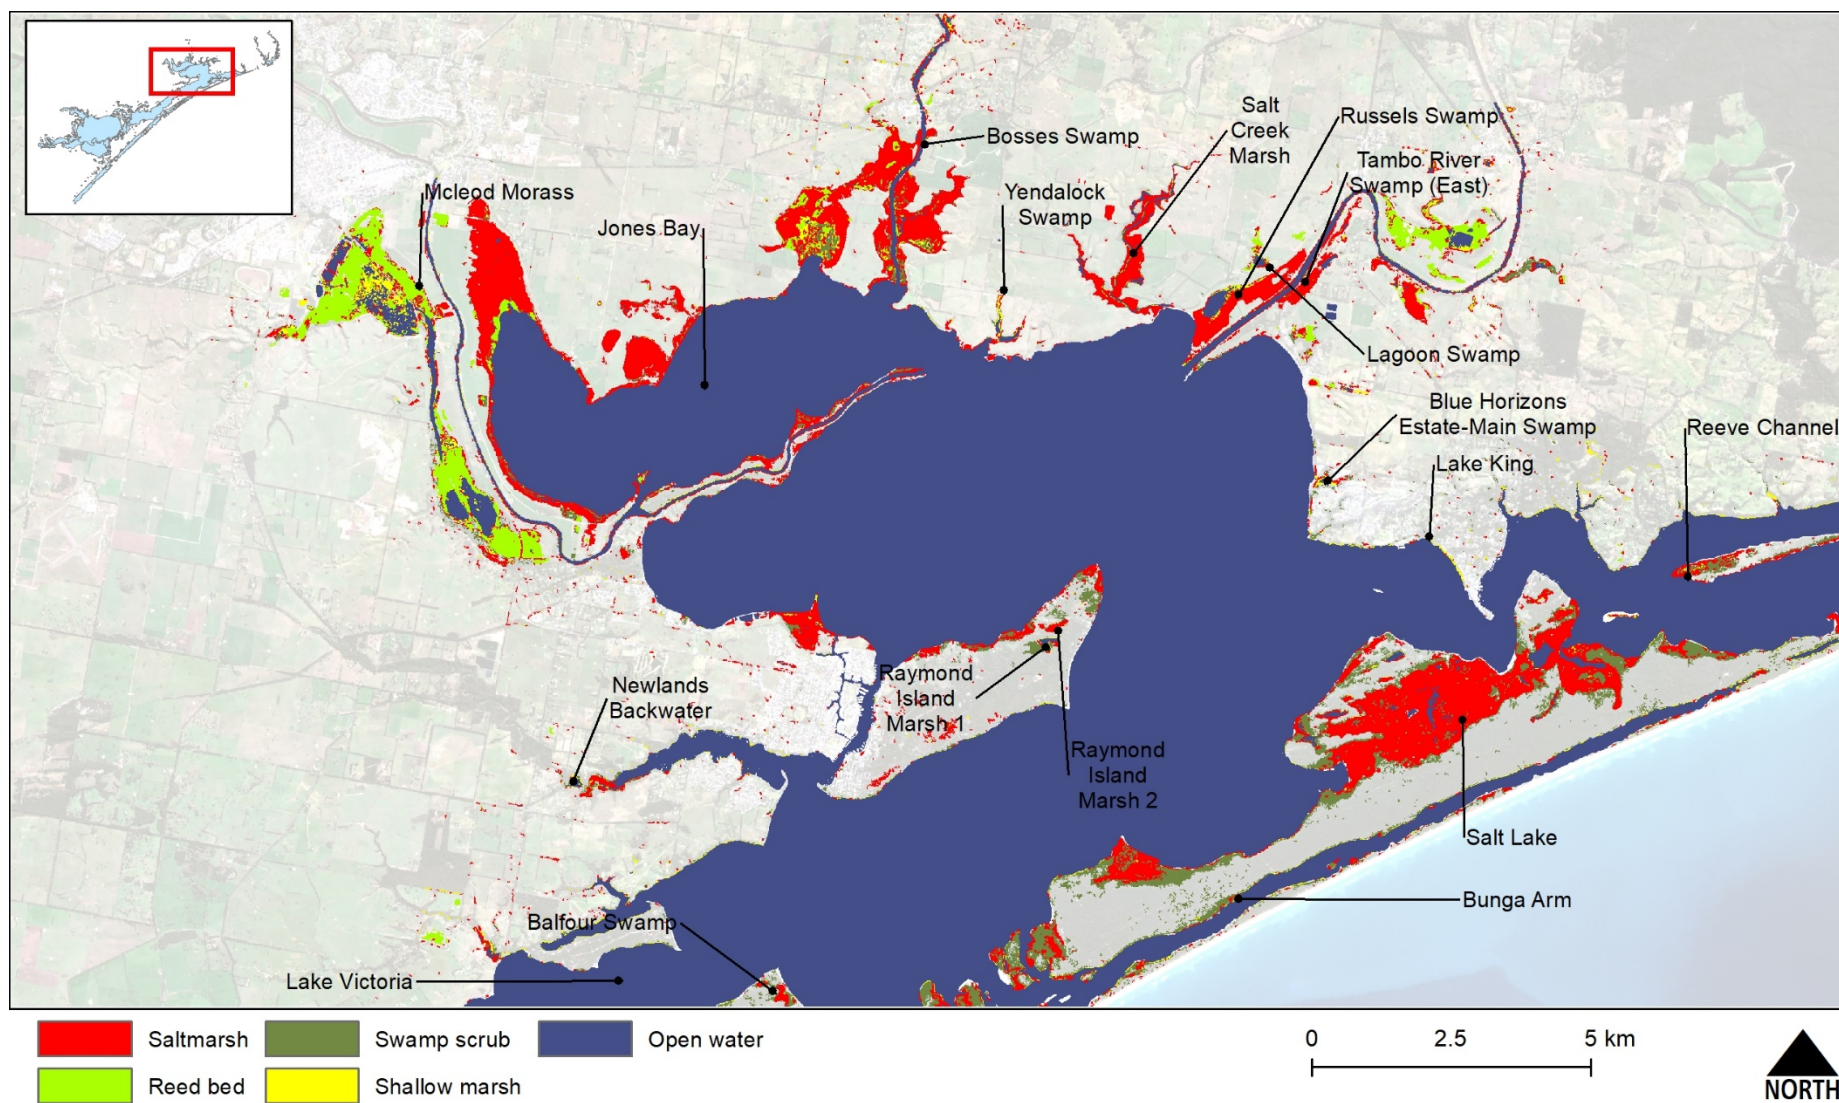 Bosses Swamp
Salt
Creek
Marsh
Russels Swamp
Tambo River
Swamp (East)
Mcleod Morass
Jones Bay
Yendalock
Swamp
Lagoon Swamp
Blue Horizons
Estate-Main Swamp
Reeve Channel
Lake King
Newlands
Backwater
Raymond
Island
Marsh 1
Raymond
Island
Marsh 2
Salt Lake
Bunga Arm
Balfour Swamp
Lake Victoria
Saltmarsh
Swamp scrub
Open water
Reed bed
Shallow marsh
0 2.5 5 km
NORTH